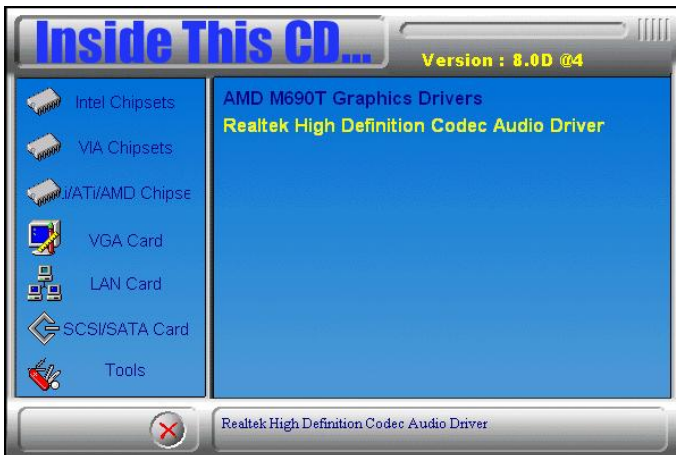 Inside This CD...
Version : 8.0D @4
Intel Chipsets
VIA Chipsets
i/ATi/AMD Chipse
VGA Card
LAN Card
SCSI/SATA Card
Tools
AMD M690T Graphics Drivers
Realtek High Definition Codec Audio Driver
Realtek High Definition Codec Audio Driver